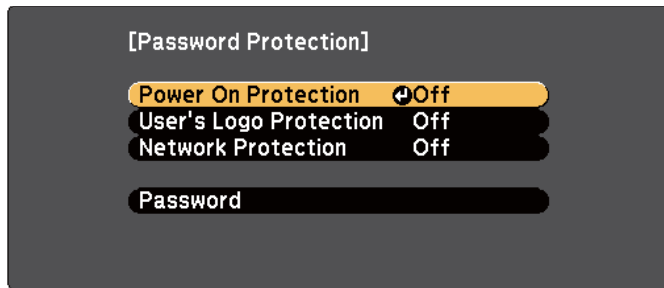 [Password Protection]
Power On Protection Off
User's Logo Protection Off
Network Protection Off
Password